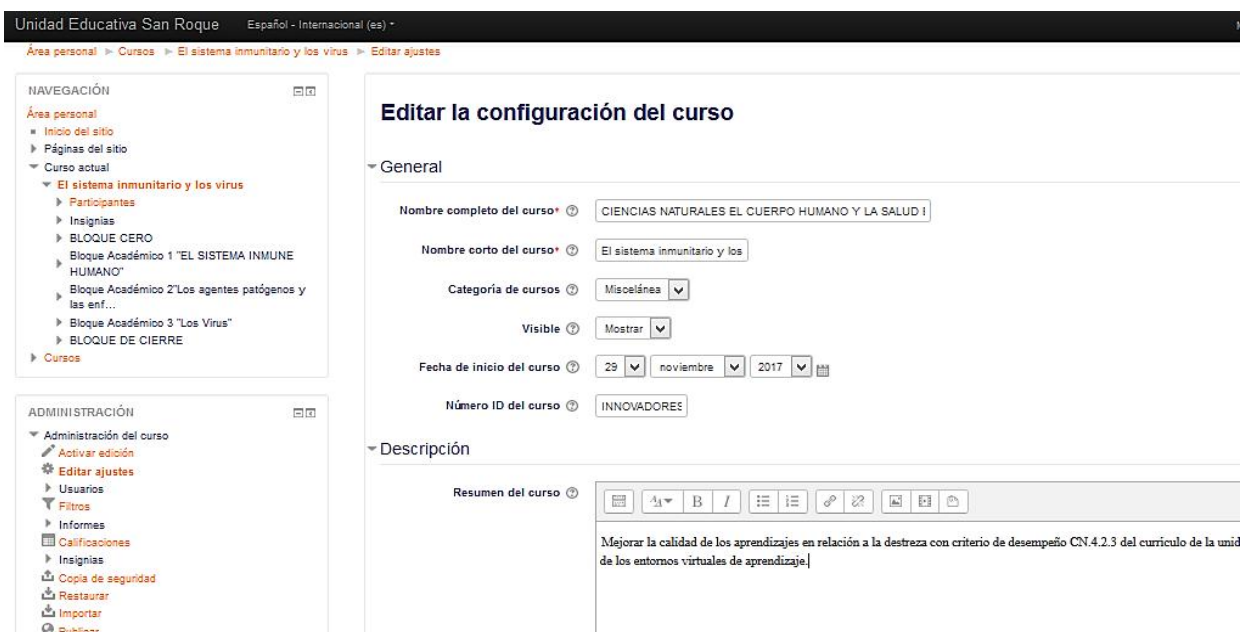 Unidad Educativa San Roque
Español - Internacional (es)
Área personal
Cursos
El sistema inmunitario y los virus
Editar ajustes
NAVEGACIÓN
Área personal
Inicio del sitio
Páginas del sitio
Curso actual
El sistema inmunitario y los virus
Participantes
Insignias
BLOQUE CERO
Bloque Académico 1 "EL SISTEMA INMUNE
HUMANO"
Bloque Académico 2"Los agentes patógenos y
las enf...
Bloque Académico 3 "Los Virus"
BLOQUE DE CIERRE
Cursos
ADMINISTRACIÓN
Administración del curso
Activar edición
Editar ajustes
Usuarios
Filtros
Informes
Calificaciones
Insignias
Copia de seguridad
Restaurar
Importar
Publicar
Editar la configuración del curso
General
Nombre completo del curso* CIENCIAS NATURALES EL CUERPO HUMANO Y LA SALUD
Nombre corto del curso* El sistema inmunitario y los
Categoría de cursos Miscelánea
Visible Mostrar
Fecha de inicio del curso 29 noviembre 2017
Número ID del curso INNOVADORES
Descripción
Resumen del curso
B I
Mejorar la calidad de los aprendizajes en relación a la destreza con criterio de desempeño CN.4.2.3 del currículo de la unid
de los entornos virtuales de aprendizaje.